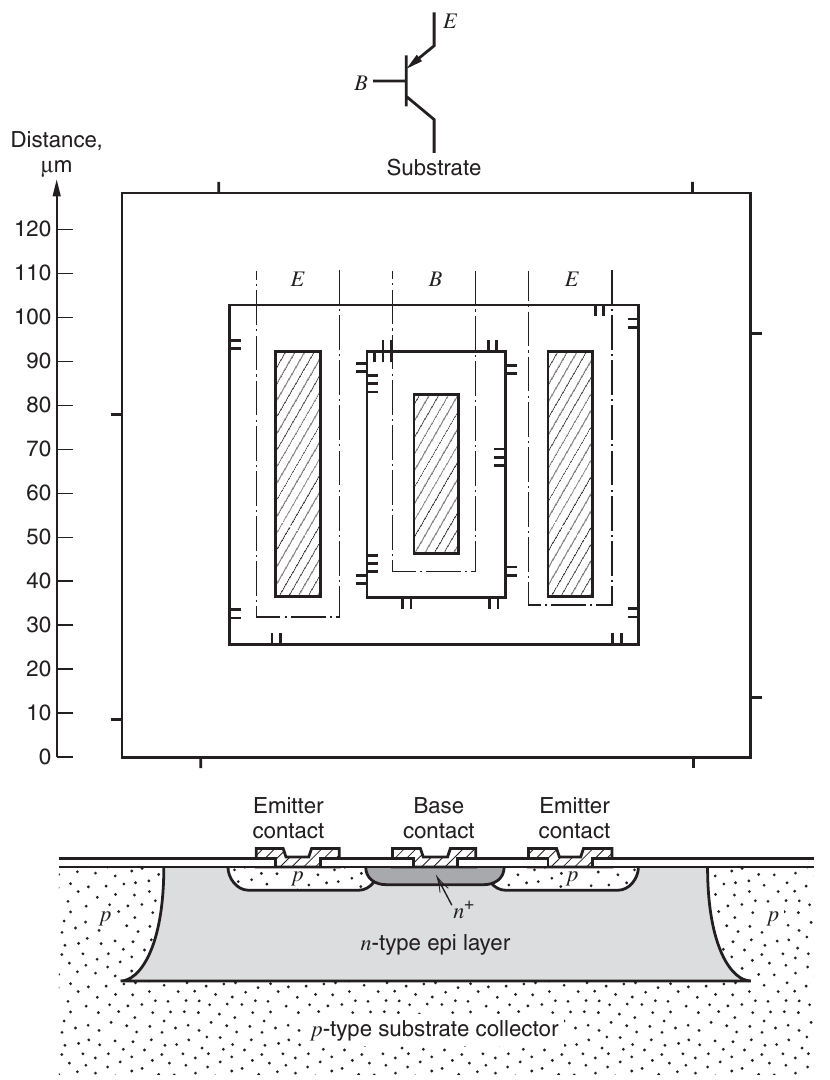 E
B
Substrate
Distance,
μm
120
110
100
90
80
70
60
50
40
30
20
10
0
E B E
Emitter
contact
Base
contact
Emitter
contact
p p
p n+ p
n-type epi layer
p-type substrate collector